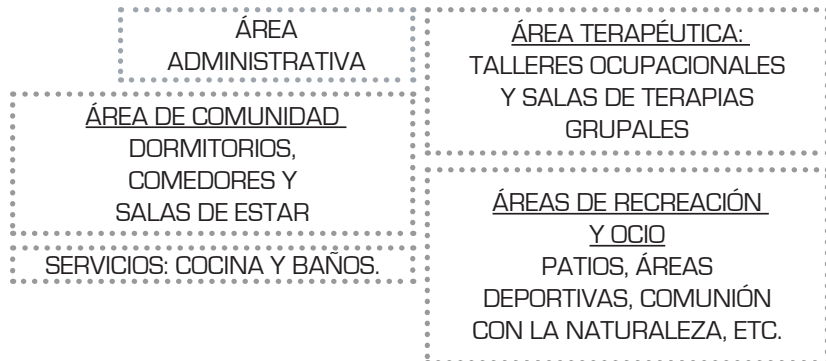 ÁREA
ADMINISTRATIVA
ÁREA DE COMUNIDAD
DORMITORIOS,
COMEDORES Y
SALAS DE ESTAR
SERVICIOS: COCINA Y BAÑOS.
ÁREA TERAPÉUTICA:
TALLERES OCUPACIONALES
Y SALAS DE TERAPIAS
GRUPALES
ÁREAS DE RECREACIÓN
Y OCIO
PATIOS, ÁREAS
DEPORTIVAS, COMUNIÓN
CON LA NATURALEZA, ETC.